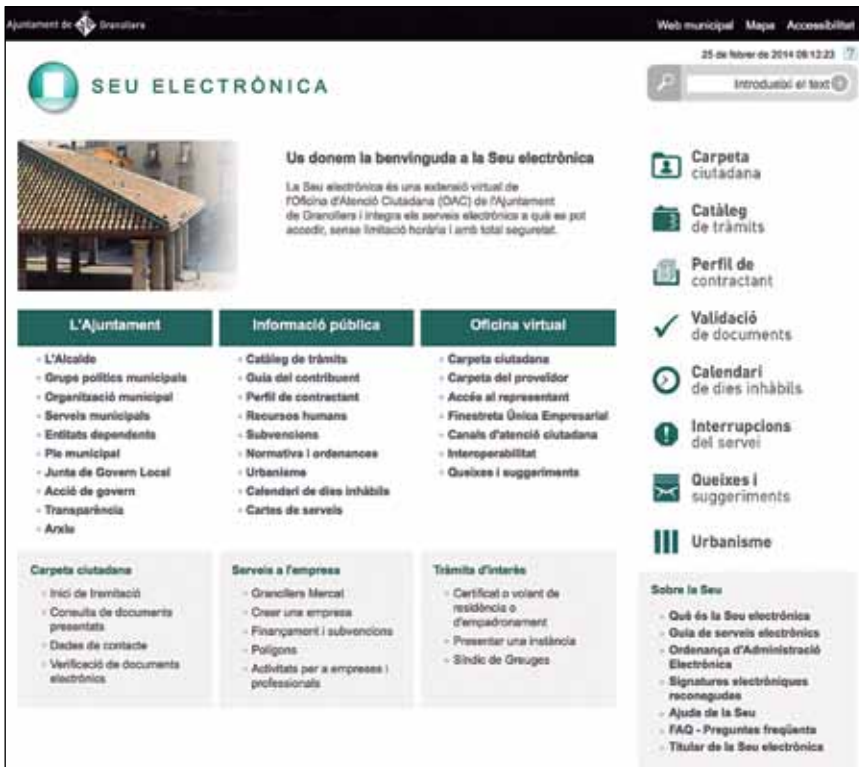 Ajuntament de Granollers
Web municipal Mapa Accessibilitat
25 de febrer de 2014 09:12:23 ?
SEU ELECTRÒNICA
Introdueixi el text
Us donem la benvinguda a la Seu electrònica
La Seu electrònica és una extensió virtual de
l'Oficina d'Atenció Ciutadana (OAC) de l'Ajuntament
de Granollers i integra els serveis electrònics a què es pot
accedir, sense limitació horària i amb total seguretat.
Carpeta
ciutadana
Catàleg
de tràmits
Perfil de
contractant
Validació
de documents
Calendari
de dies inhàbils
Interrupcions
del servei
Queixes i
suggeriments
Urbanisme
L'Ajuntament
L'Alcalde
Grups polítics municipals
Organització municipal
Serveis municipals
Entitats dependents
Ple municipal
Junta de Govern Local
Acció de govern
Transparència
Arxiu
Informació pública
Catàleg de tràmits
Guia del contribuent
Perfil de contractant
Recursos humans
Subvencions
Normativa i ordenances
Urbanisme
Calendari de dies inhàbils
Cartes de serveis
Oficina virtual
Carpeta ciutadana
Carpeta del proveïdor
Accés al representant
Finestreta Única Empresarial
Canals d'atenció ciutadana
Interoperabilitat
Queixes i suggeriments
Carpeta ciutadana
Inici de tramitació
Consulta de documents
presentats
Dades de contacte
Verificació de documents
electrònics
Serveis a l'empresa
Granollers Mercat
Crear una empresa
Finançament i subvencions
Polígons
Activitats per a empreses i
professionals
Tràmits d'interès
Certificat o volant de
residència o
d'empadronament
Presentar una instància
Síndic de Greuges
Sobre la Seu
Què és la Seu electrònica
Guia de serveis electrònics
Ordenança d'Administració
Electrònica
Signatures electròniques
reconegudes
Ajuda de la Seu
FAQ - Preguntes freqüents
Titular de la Seu electrònica